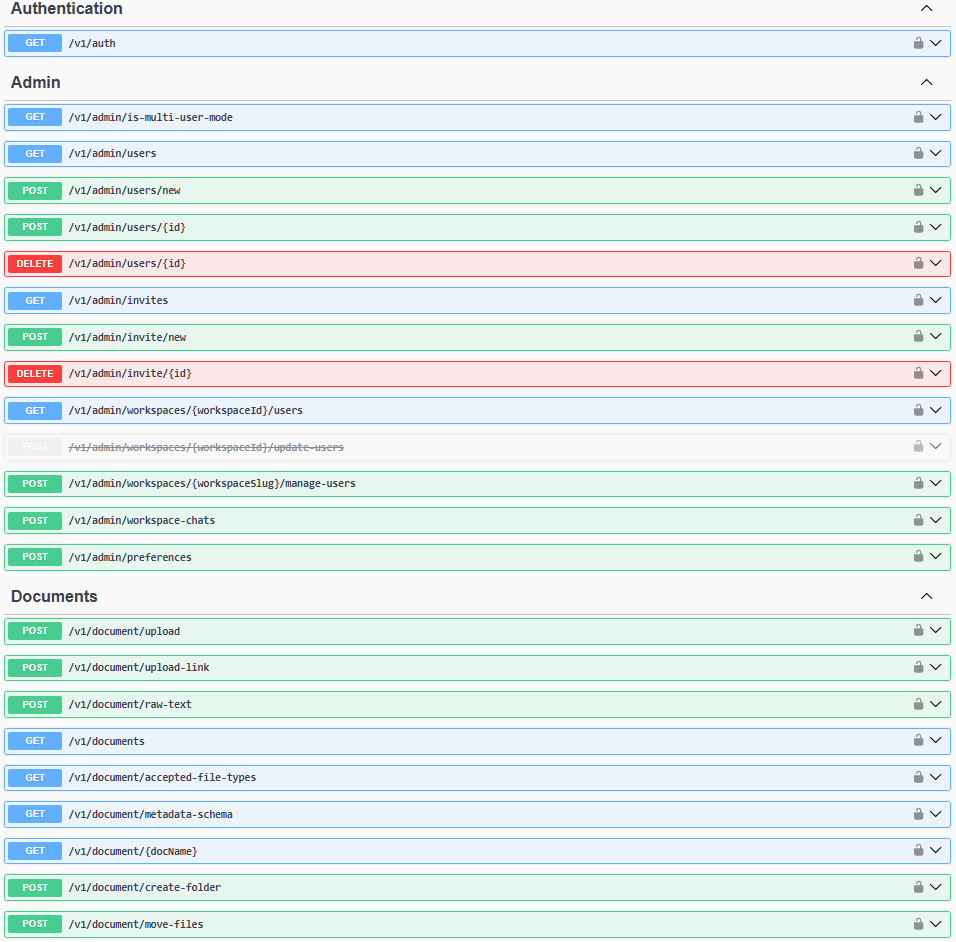 Authentication
GET /v1/auth
Admin
GET /v1/admin/is-multi-user-mode
GET /v1/admin/users
POST /v1/admin/users/new
POST /v1/admin/users/{id}
DELETE /v1/admin/users/{id}
GET /v1/admin/invites
POST /v1/admin/invite/new
DELETE /v1/admin/invite/{id}
GET /v1/admin/workspaces/{workspaceId}/users
POST /v1/admin/workspaces/{workspaceId}/update-users
POST /v1/admin/workspaces/{workspaceSlug}/manage-users
POST /v1/admin/workspace-chats
POST /v1/admin/preferences
Documents
POST /v1/document/upload
POST /v1/document/upload-link
POST /v1/document/raw-text
GET /v1/documents
GET /v1/document/accepted-file-types
GET /v1/document/metadata-schema
GET /v1/document/{docName}
POST /v1/document/create-folder
POST /v1/document/move-files